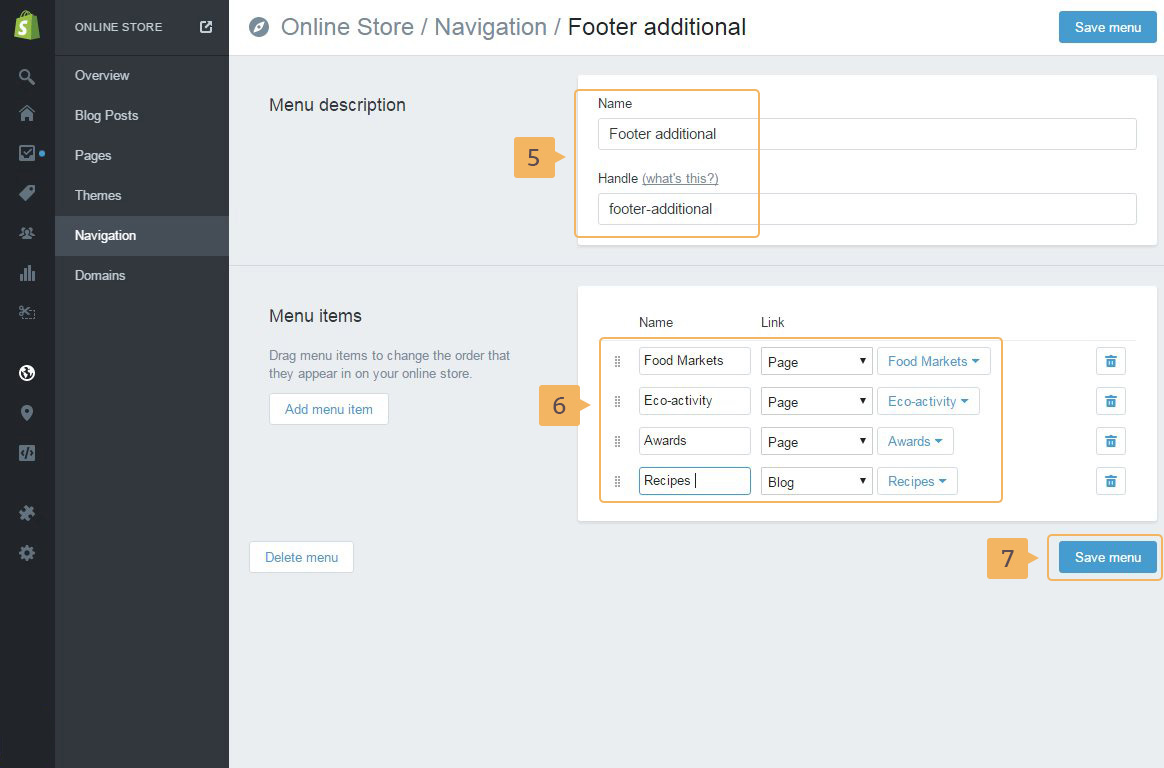 ONLINE STORE
Overview
Blog Posts
Pages
Themes
Navigation
Domains
Online Store / Navigation / Footer additional
Save menu
Menu description
5
Name
Footer additional
Handle (what's this?)
footer-additional
Menu items
Drag menu items to change the order that
they appear in on your online store.
Add menu item
6
Name Link
Food Markets Page Food Markets
Eco-activity Page Eco-activity
Awards Page Awards
Recipes Blog Recipes
Delete menu
7
Save menu